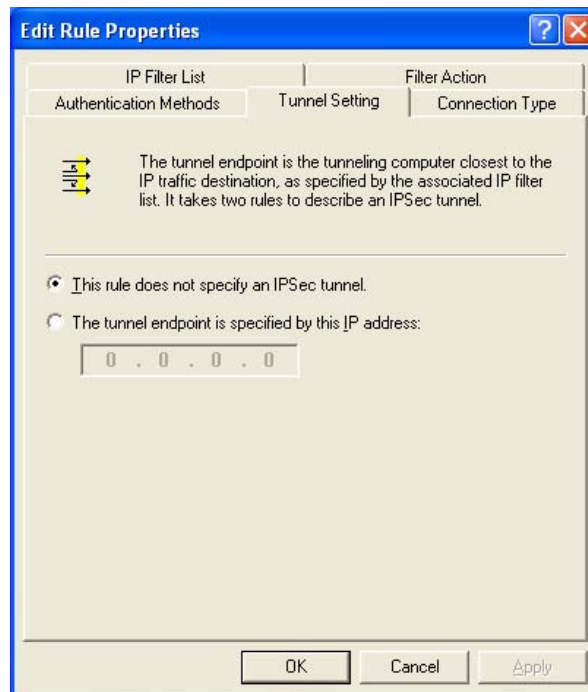 Edit Rule Properties
IP Filter List Filter Action
Authentication Methods Tunnel Setting Connection Type
The tunnel endpoint is the tunneling computer closest to the
IP traffic destination, as specified by the associated IP filter
list. It takes two rules to describe an IPSec tunnel.
This rule does not specify an IPSec tunnel.
The tunnel endpoint is specified by this IP address:
0 . 0 . 0 . 0
OK Cancel Apply